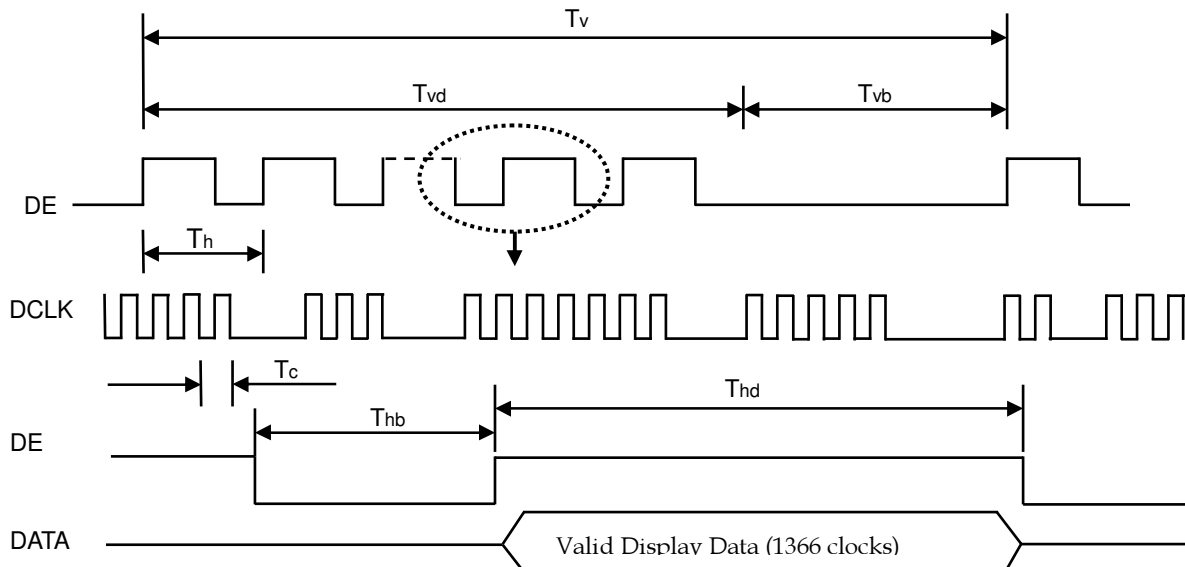 Tv
Tvd
Tvb
DE
Th
DCLK
Tc
Thd
Thb
DE
Valid Display Data (1366 clocks)
DATA